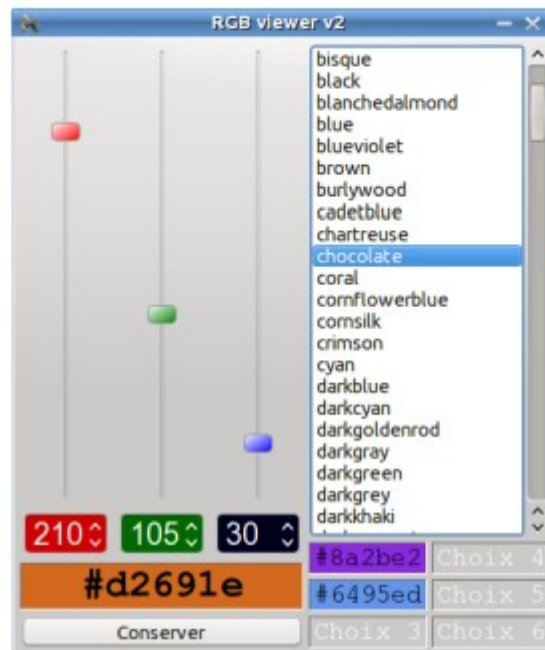 RGB viewer v2
bisque
black
blanchedalmond
blue
blueviolet
brown
burlywood
cadetblue
chartreuse
chocolate
coral
cornflowerblue
cornsilk
crimson
cyan
darkblue
darkcyan
darkgoldenrod
darkgray
darkgreen
darkgrey
darkkhaki
210 105 30
#d2691e
Conserver
#8a2be2 Choix 4
#6495ed Choix 5
Choix 3 Choix 6